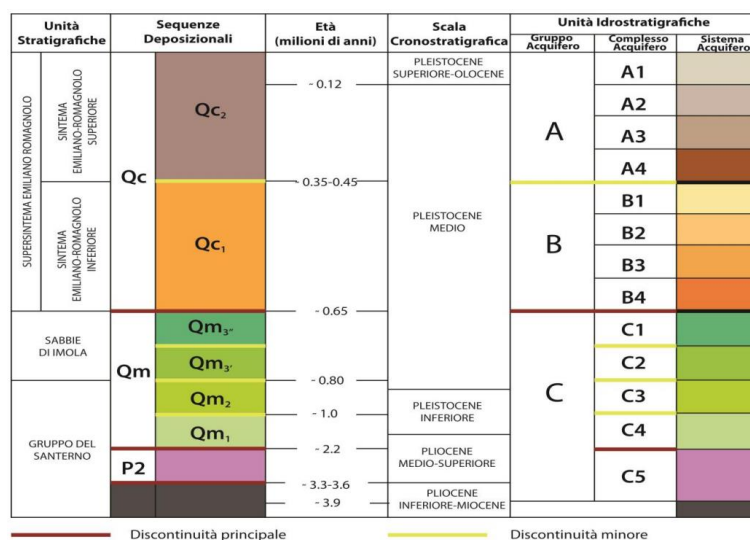 Unità
Stratigrafiche
Sequenze
Deposizionali
Età
(milioni di anni)
Scala
Cronostratigrafica
Unità Idrostratigrafiche
Gruppo
Acquifero
Complesso
Acquifero
Sistema
Acquifero
SUPERSINTEMA EMILIANO ROMAGNOLO
SINTEMA
EMILIANO-ROMAGNOLO
SUPERIORE
SINTEMA
EMILIANO-ROMAGNOLO
INFERIORE
SABBIE
DI IMOLA
GRUPPO DEL
SANTERNO
Qc
Qm
P2
Qc2
Qc1
Qm3''
Qm3'
Qm2
Qm1
- 0.12
- 0.35-0.45
- 0.65
- 0.80
- 1.0
- 2.2
- 3.3-3.6
- 3.9
PLEISTOCENE
SUPERIORE-OLOCENE
PLEISTOCENE
MEDIO
PLEISTOCENE
INFERIORE
PLIOCENE
MEDIO-SUPERIORE
PLIOCENE
INFERIORE-MIOCENE
A
B
C
A1
A2
A3
A4
B1
B2
B3
B4
C1
C2
C3
C4
C5
Discontinuità principale
Discontinuità minore